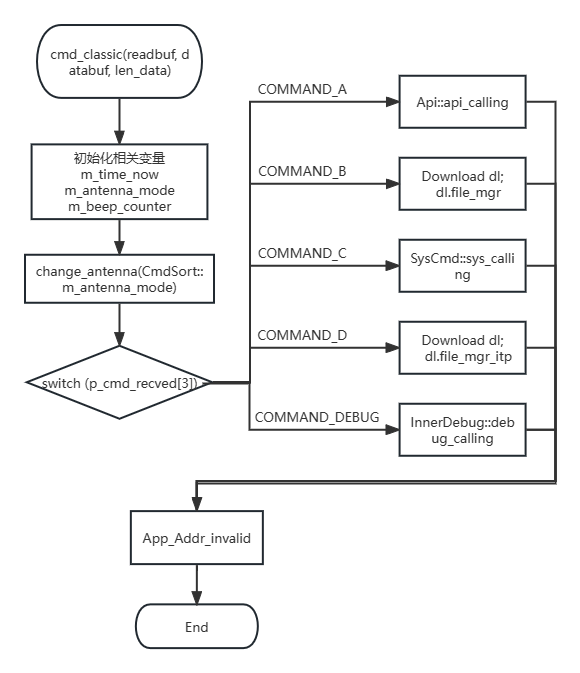 cmd_classic(readbuf, d
atabuf, len_data)
初始化相关变量
m_time_now
m_antenna_mode
m_beep_counter
change_antenna(CmdSort::
m_antenna_mode)
switch (p_cmd_recved[3])
COMMAND_A
Api::api_calling
COMMAND_B
Download dl;
dl.file_mgr
COMMAND_C
SysCmd::sys_calli
ng
COMMAND_D
Download dl;
dl.file_mgr_itp
COMMAND_DEBUG
InnerDebug::deb
ug_calling
App_Addr_invalid
End